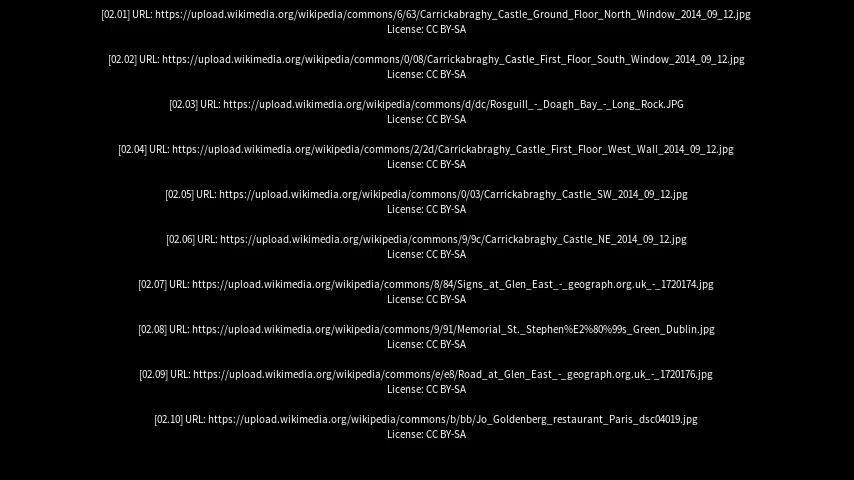 [02.01] URL: https://upload.wikimedia.org/wikipedia/commons/6/63/Carrickabraghy_Castle_Ground_Floor_North_Window_2014_09_12.jpg
License: CC BY-SA
[02.02] URL: https://upload.wikimedia.org/wikipedia/commons/0/08/Carrickabraghy_Castle_First_Floor_South_Window_2014_09_12.jpg
License: CC BY-SA
[02.03] URL: https://upload.wikimedia.org/wikipedia/commons/d/dc/Rosguill_-_Doagh_Bay_-_Long_Rock.JPG
License: CC BY-SA
[02.04] URL: https://upload.wikimedia.org/wikipedia/commons/2/2d/Carrickabraghy_Castle_First_Floor_West_Wall_2014_09_12.jpg
License: CC BY-SA
[02.05] URL: https://upload.wikimedia.org/wikipedia/commons/0/03/Carrickabraghy_Castle_SW_2014_09_12.jpg
License: CC BY-SA
[02.06] URL: https://upload.wikimedia.org/wikipedia/commons/9/9c/Carrickabraghy_Castle_NE_2014_09_12.jpg
License: CC BY-SA
[02.07] URL: https://upload.wikimedia.org/wikipedia/commons/8/84/Signs_at_Glen_East_-_geograph.org.uk_-_1720174.jpg
License: CC BY-SA
[02.08] URL: https://upload.wikimedia.org/wikipedia/commons/9/91/Memorial_St._Stephen%E2%80%99s_Green_Dublin.jpg
License: CC BY-SA
[02.09] URL: https://upload.wikimedia.org/wikipedia/commons/e/e8/Road_at_Glen_East_-_geograph.org.uk_-_1720176.jpg
License: CC BY-SA
[02.10] URL: https://upload.wikimedia.org/wikipedia/commons/b/bb/Jo_Goldenberg_restaurant_Paris_dsc04019.jpg
License: CC BY-SA